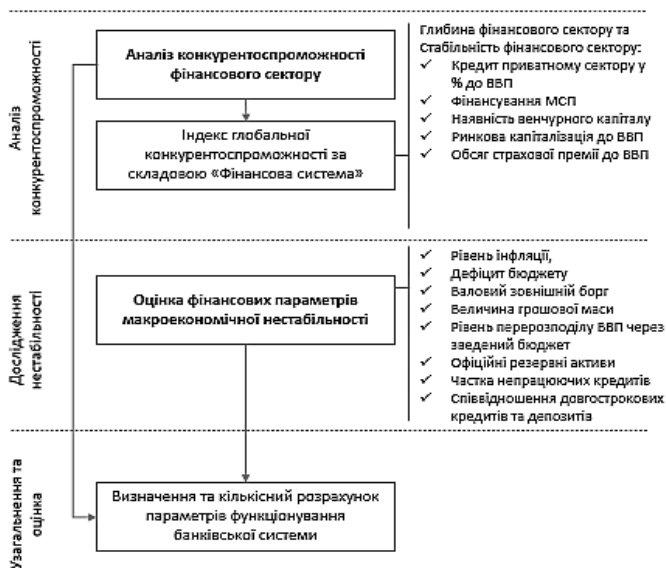 Аналіз
конкурентоспроможності
Аналіз конкурентоспроможності
фінансового сектору
Індекс глобальної
конкурентоспроможності за
складовою «Фінансова система»
Глибина фінансового сектору та
Стабільність фінансового сектору:
✓ Кредит приватному сектору у
% до ВВП
✓ Фінансування МСП
✓ Наявність венчурного капіталу
✓ Ринкова капіталізація до ВВП
✓ Обсяг страхової премії до ВВП
Дослідження
нестабільності
Оцінка фінансових параметрів
макроекономічної нестабільності
✓ Рівень інфляції,
✓ Дефіцит бюджету
✓ Валовий зовнішній борг
✓ Величина грошової маси
✓ Рівень перерозподілу ВВП через
зведений бюджет
✓ Офіційні резервні активи
✓ Частка непрацюючих кредитів
✓ Співвідношення довгострокових
кредитів та депозитів
Узагальнення та
оцінка
Визначення та кількісний розрахунок
параметрів функціонування
банківської системи